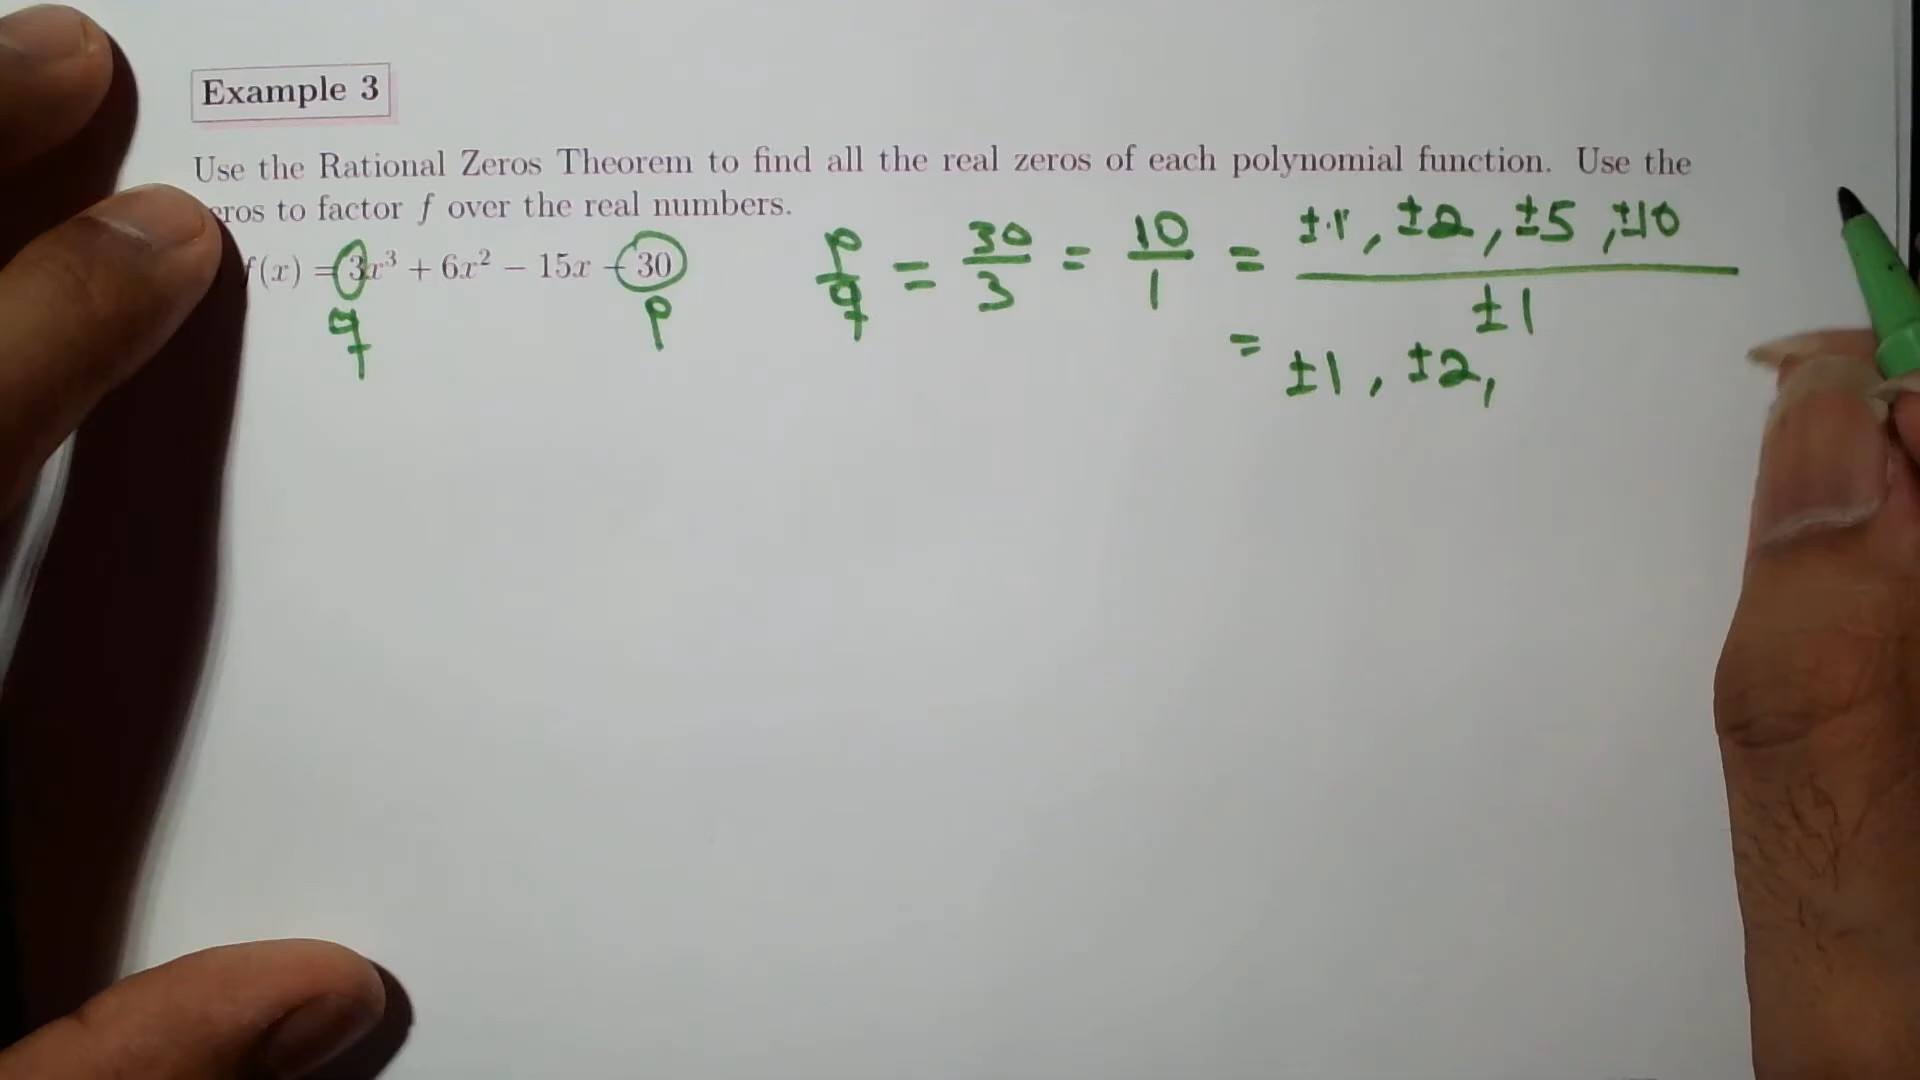 Example 3
Use the Rational Zeros Theorem to find all the real zeros of each polynomial function. Use the
eros to factor f over the real numbers.
f(x) = 3x³ + 6x² − 15x − 30
q p
p/q = 30/3 = 10/1 = ±1, ±2, ±5, ±10 / ±1
= ±1, ±2,